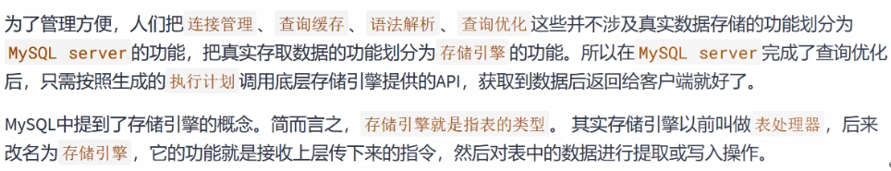 为了管理方便，人们把 连接管理 、 查询缓存 、 语法解析 、 查询优化 这些并不涉及真实数据存储的功能划分为
MySQL server 的功能，把真实存取数据的功能划分为 存储引擎 的功能。所以在 MySQL server 完成了查询优化
后，只需按照生成的 执行计划 调用底层存储引擎提供的API，获取到数据后返回给客户端就好了。
MySQL中提到了存储引擎的概念。简而言之， 存储引擎就是指表的类型 。 其实存储引擎以前叫做 表处理器 ，后来
改名为 存储引擎 ，它的功能就是接收上层传下来的指令，然后对表中的数据进行提取或写入操作。